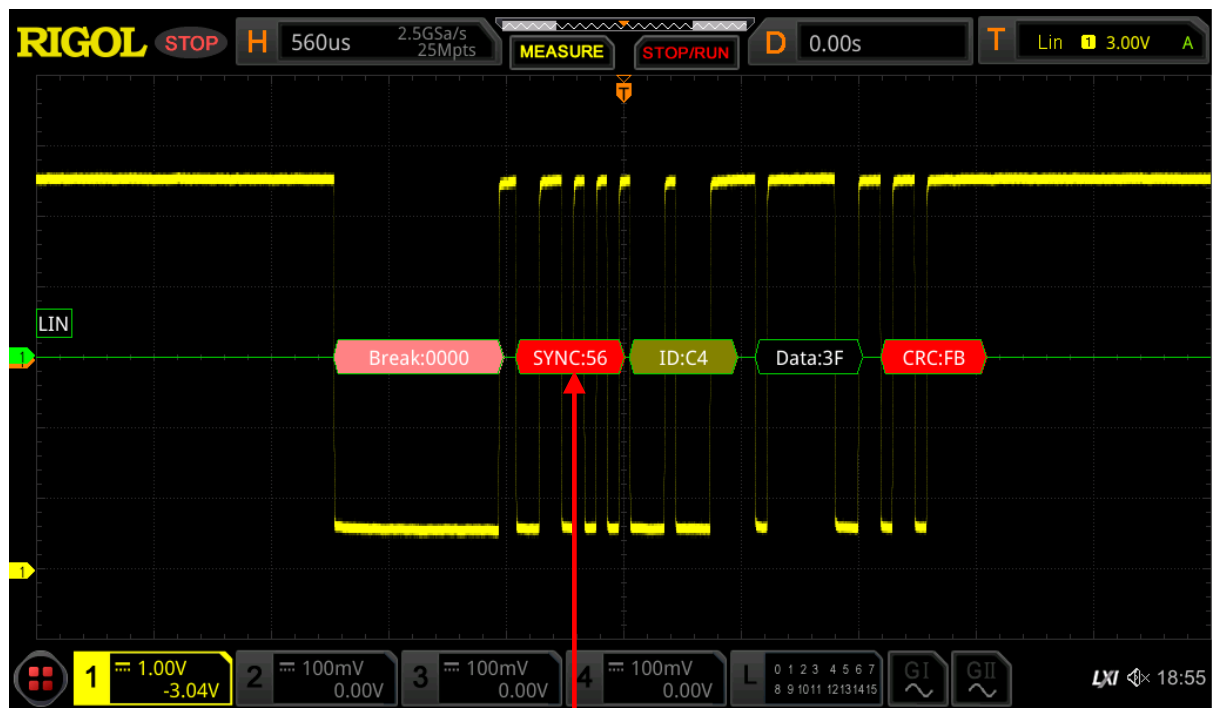 RIGOL STOP H 560us 2.5GSa/s 25Mpts MEASURE STOP/RUN D 0.00s T Lin 1 3.00V A
T
LIN
1 Break:0000 SYNC:56 ID:C4 Data:3F CRC:FB
1
1 1.00V -3.04V 2 100mV 0.00V 3 100mV 0.00V 4 100mV 0.00V L 0 1 2 3 4 5 6 7 8 9 10 11 12 13 14 15 GI GII LXI 18:55